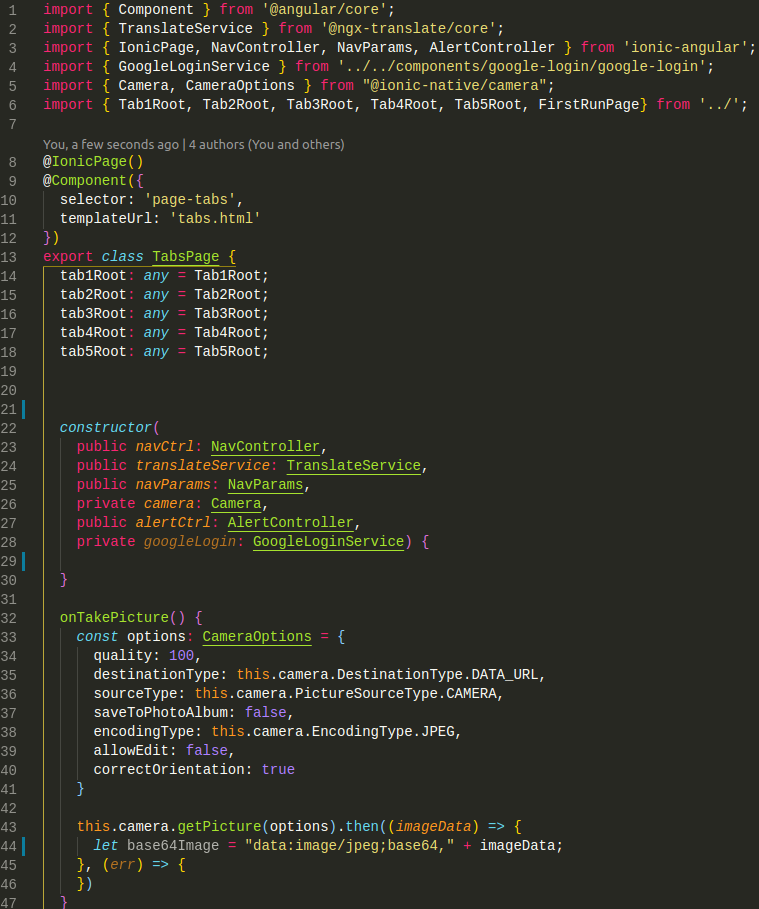 1 import { Component } from '@angular/core';
2 import { TranslateService } from '@ngx-translate/core';
3 import { IonicPage, NavController, NavParams, AlertController } from 'ionic-angular';
4 import { GoogleLoginService } from '../../components/google-login/google-login';
5 import { Camera, CameraOptions } from "@ionic-native/camera";
6 import { Tab1Root, Tab2Root, Tab3Root, Tab4Root, Tab5Root, FirstRunPage} from '../';
7
You, a few seconds ago | 4 authors (You and others)
8 @IonicPage()
9 @Component({
10 selector: 'page-tabs',
11 templateUrl: 'tabs.html'
12 })
13 export class TabsPage {
14 tab1Root: any = Tab1Root;
15 tab2Root: any = Tab2Root;
16 tab3Root: any = Tab3Root;
17 tab4Root: any = Tab4Root;
18 tab5Root: any = Tab5Root;
19
20
21
22 constructor(
23 public navCtrl: NavController,
24 public translateService: TranslateService,
25 public navParams: NavParams,
26 private camera: Camera,
27 public alertCtrl: AlertController,
28 private googleLogin: GoogleLoginService) {
29
30 }
31
32 onTakePicture() {
33 const options: CameraOptions = {
34 quality: 100,
35 destinationType: this.camera.DestinationType.DATA_URL,
36 sourceType: this.camera.PictureSourceType.CAMERA,
37 saveToPhotoAlbum: false,
38 encodingType: this.camera.EncodingType.JPEG,
39 allowEdit: false,
40 correctOrientation: true
41 }
42
43 this.camera.getPicture(options).then((imageData) => {
44 let base64Image = "data:image/jpeg;base64," + imageData;
45 }, (err) => {
46 })
47 }